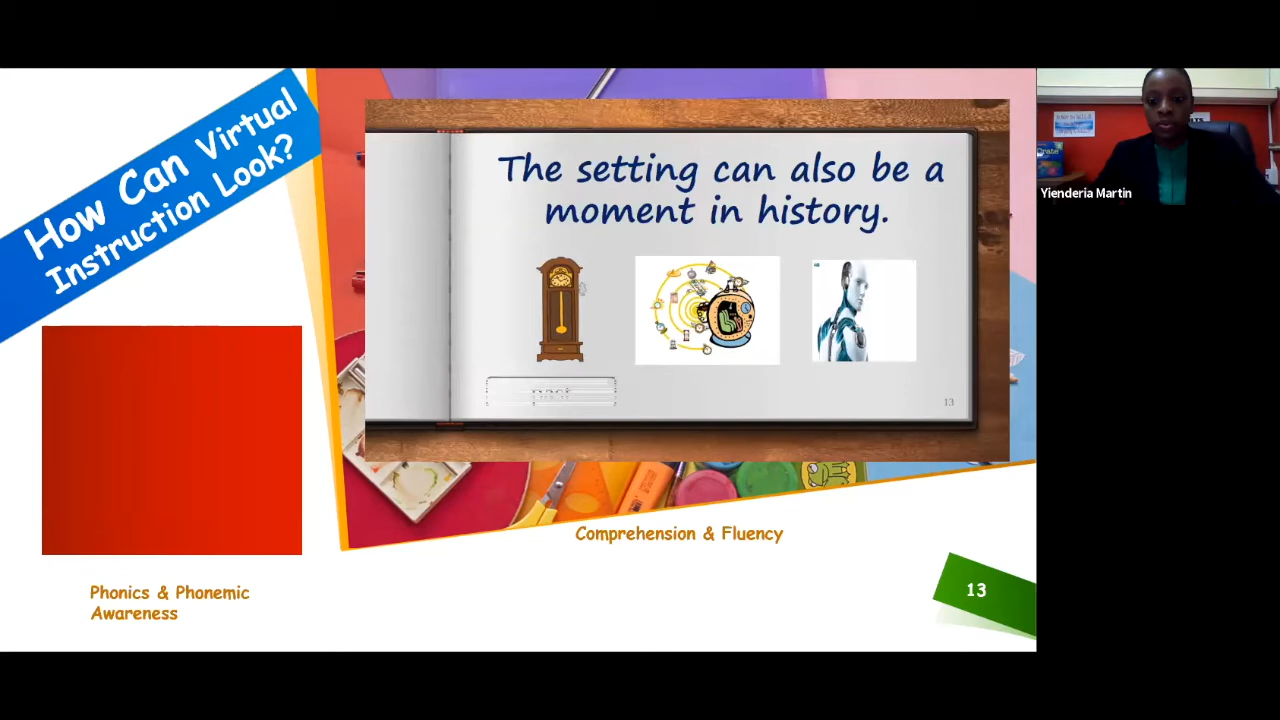 How Can Virtual
Instruction Look?
The setting can also be a
moment in history.
13
Comprehension & Fluency
Phonics & Phonemic
Awareness
13
Yienderia Martin